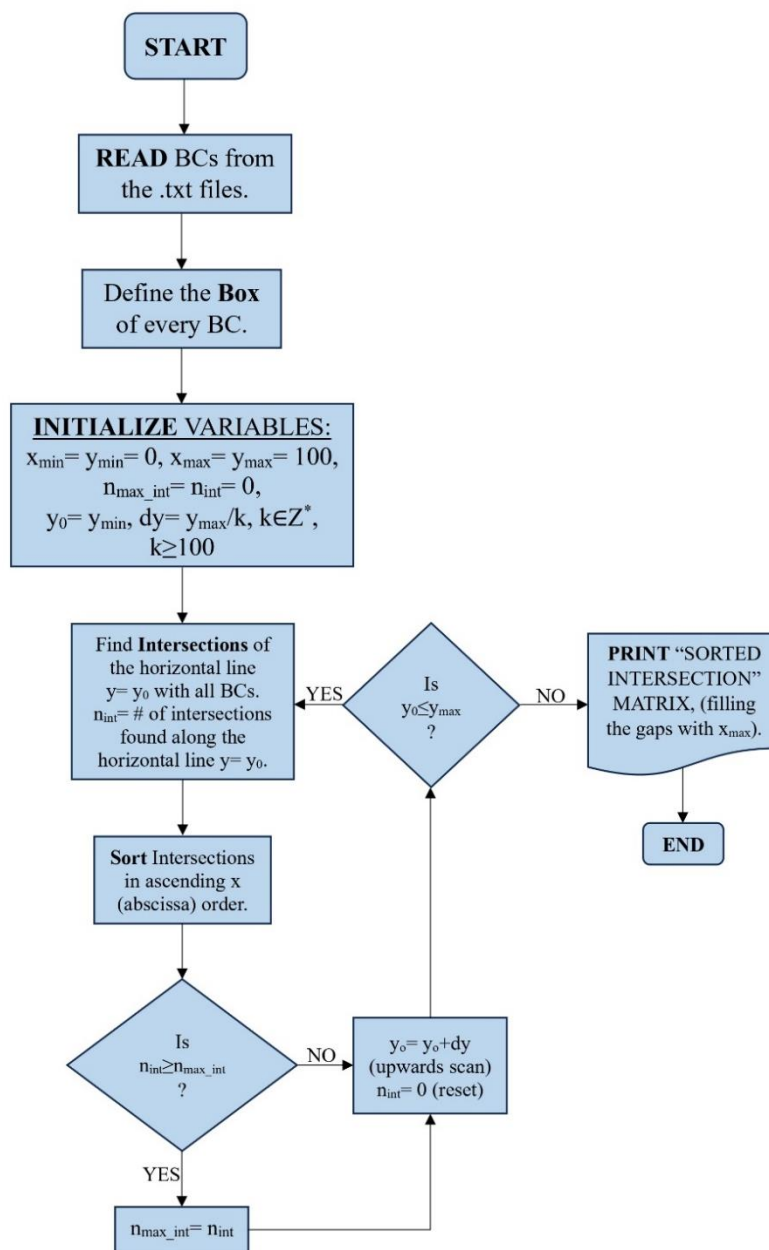 START
READ BCs from
the .txt files.
Define the Box
of every BC.
INITIALIZE VARIABLES:
xmin= ymin= 0, xmax= ymax= 100,
nmax_int= nint= 0,
y0= ymin, dy= ymax/k, k∈Z*,
k≥100
Find Intersections of
the horizontal line
y= y0 with all BCs.
nint= # of intersections
found along the
horizontal line y= y0.
YES
Is
y0≤ymax
?
NO
PRINT “SORTED
INTERSECTION”
MATRIX, (filling
the gaps with xmax).
END
Sort Intersections
in ascending x
(abscissa) order.
Is
nint≥nmax_int
?
NO
yo= yo+dy
(upwards scan)
nint= 0 (reset)
YES
nmax_int= nint